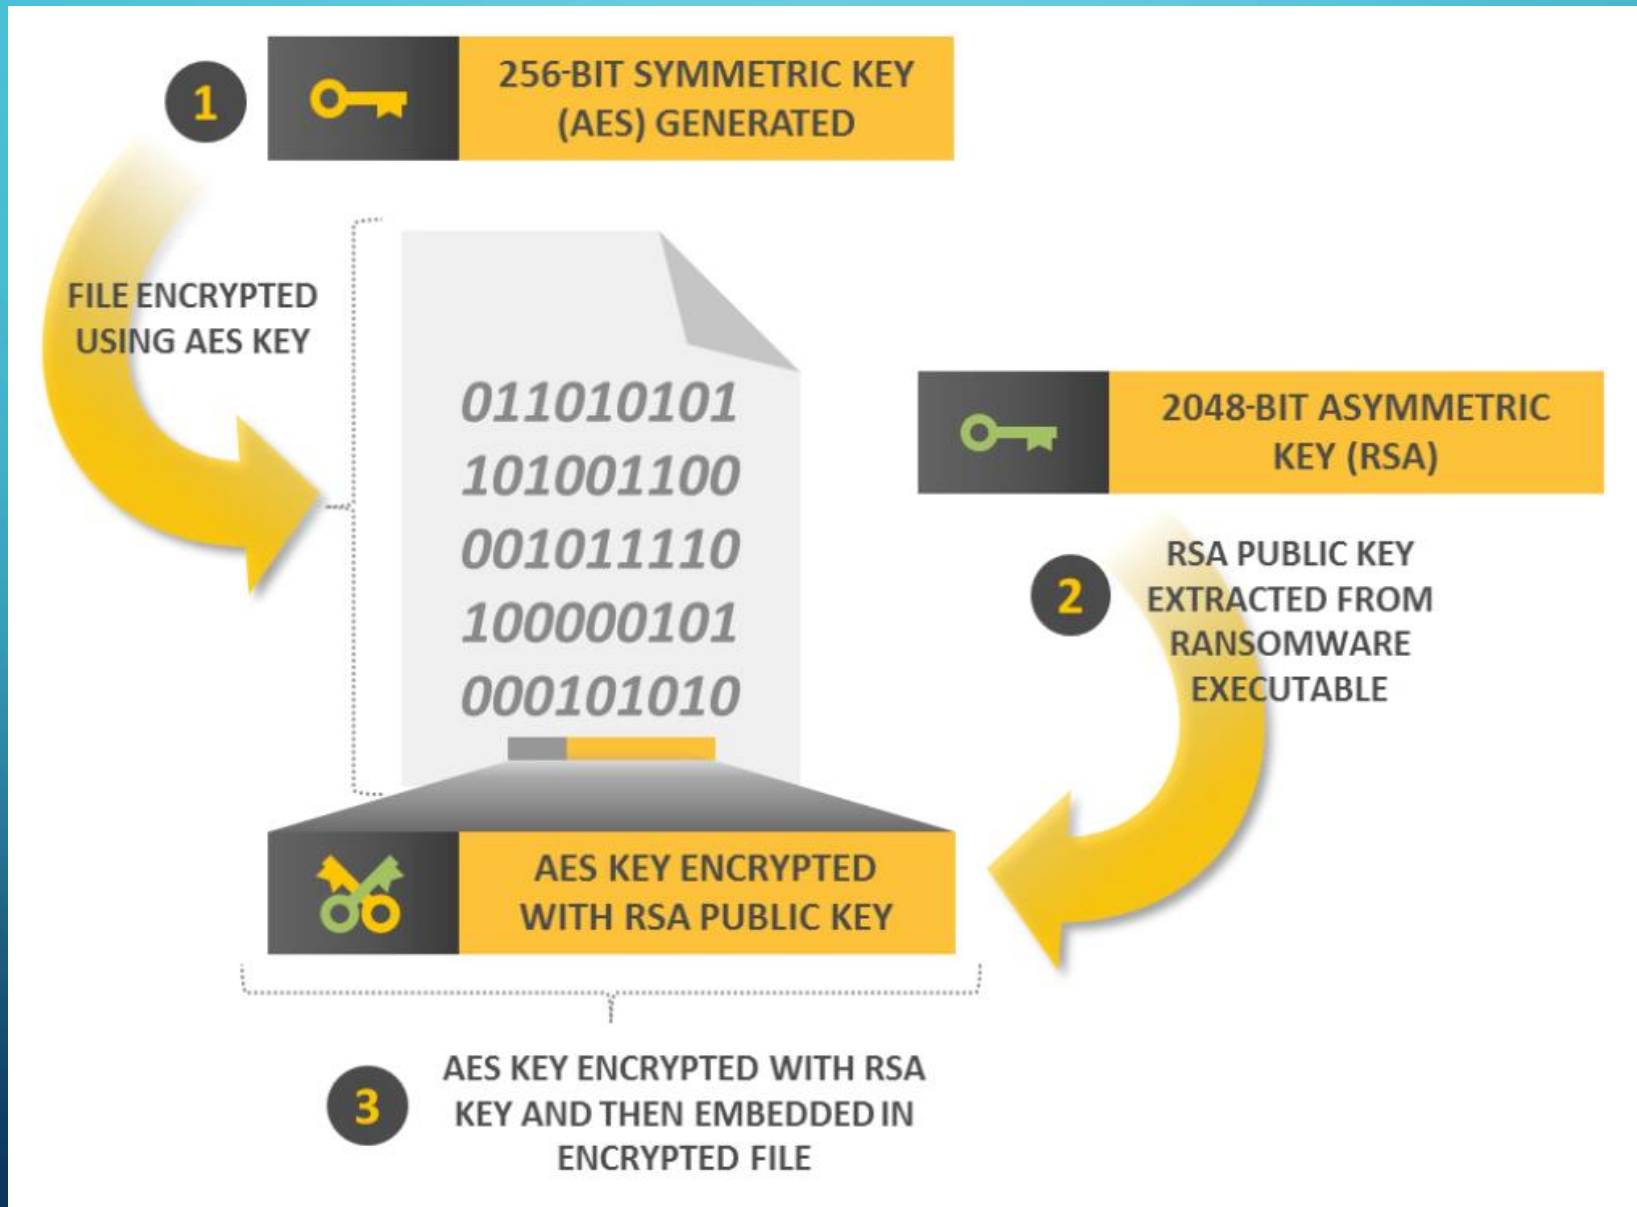 1
256-BIT SYMMETRIC KEY
(AES) GENERATED
FILE ENCRYPTED
USING AES KEY
011010101
101001100
001011110
100000101
000101010
2048-BIT ASYMMETRIC
KEY (RSA)
2
RSA PUBLIC KEY
EXTRACTED FROM
RANSOMWARE
EXECUTABLE
AES KEY ENCRYPTED
WITH RSA PUBLIC KEY
3
AES KEY ENCRYPTED WITH RSA
KEY AND THEN EMBEDDED IN
ENCRYPTED FILE